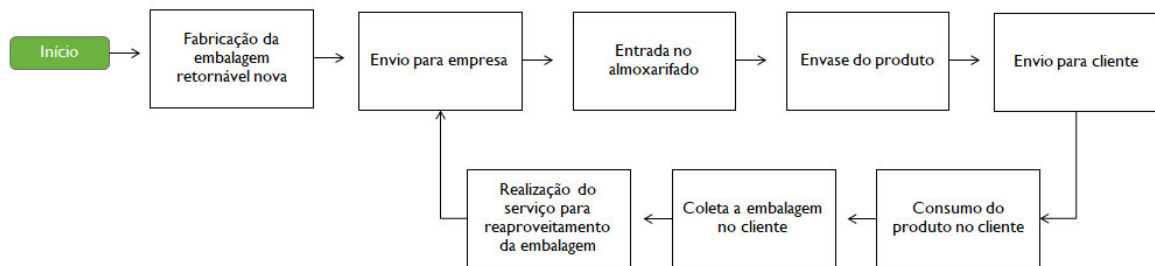 Início
Fabricação da
embalagem
retornável nova
Envio para empresa
Entrada no
almoxarifado
Envase do produto
Envio para cliente
Realização do
serviço para
reaproveitamento
da embalagem
Coleta a embalagem
no cliente
Consumo do
produto no cliente